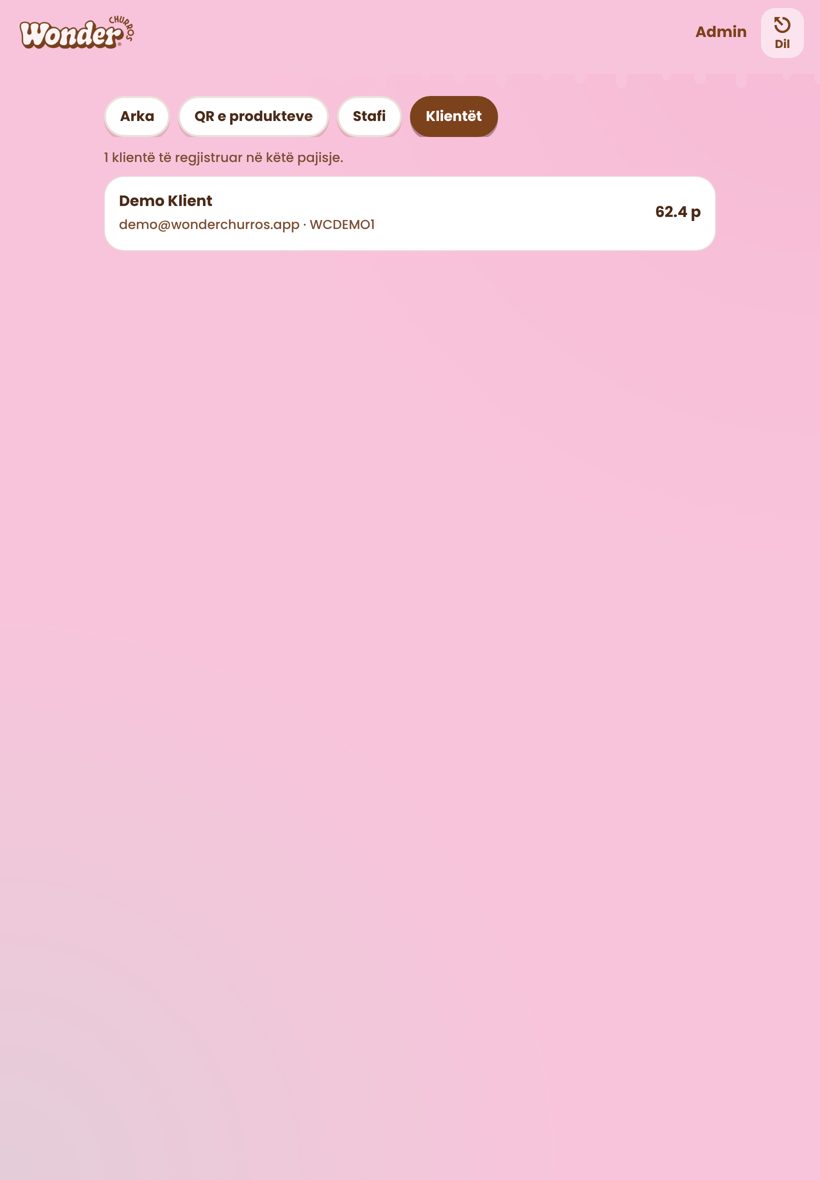 Wonder CHURROS
Admin
Dil
Arka
QR e produkteve
Stafi
Klientët
1 klientë të regjistruar në këtë pajisje.
Demo Klient
demo@wonderchurros.app · WCDEMO1
62.4 p